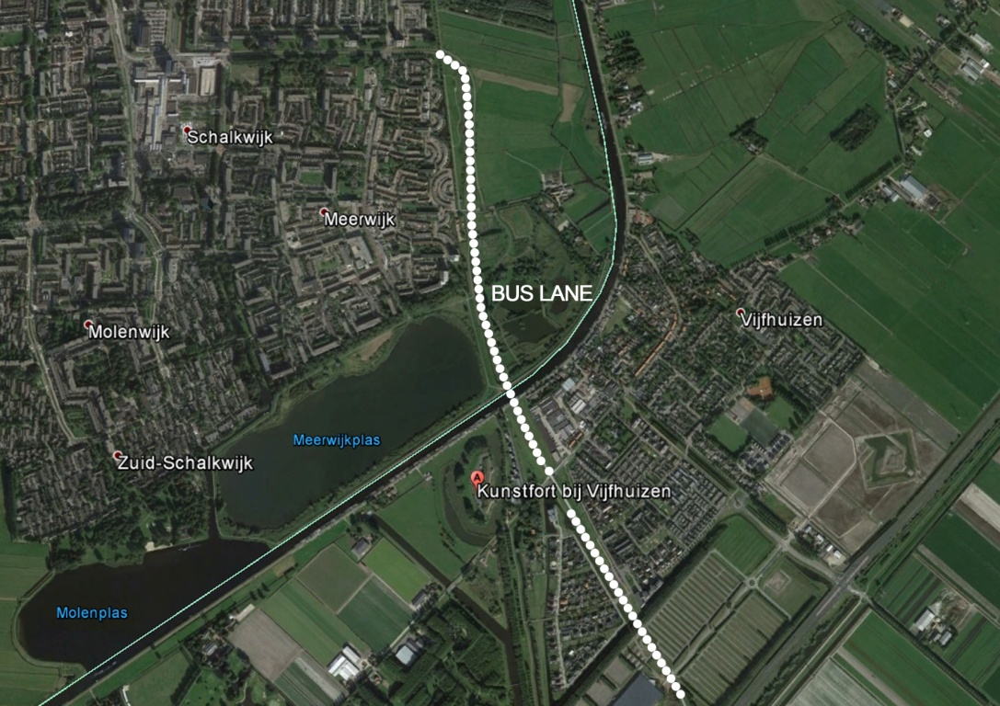 Schalkwijk
Meerwijk
BUS LANE
Vijfhuizen
Molenwijk
Meerwijkplas
Zuid-Schalkwijk
A
Kunstfort bij Vijfhuizen
Molenplas